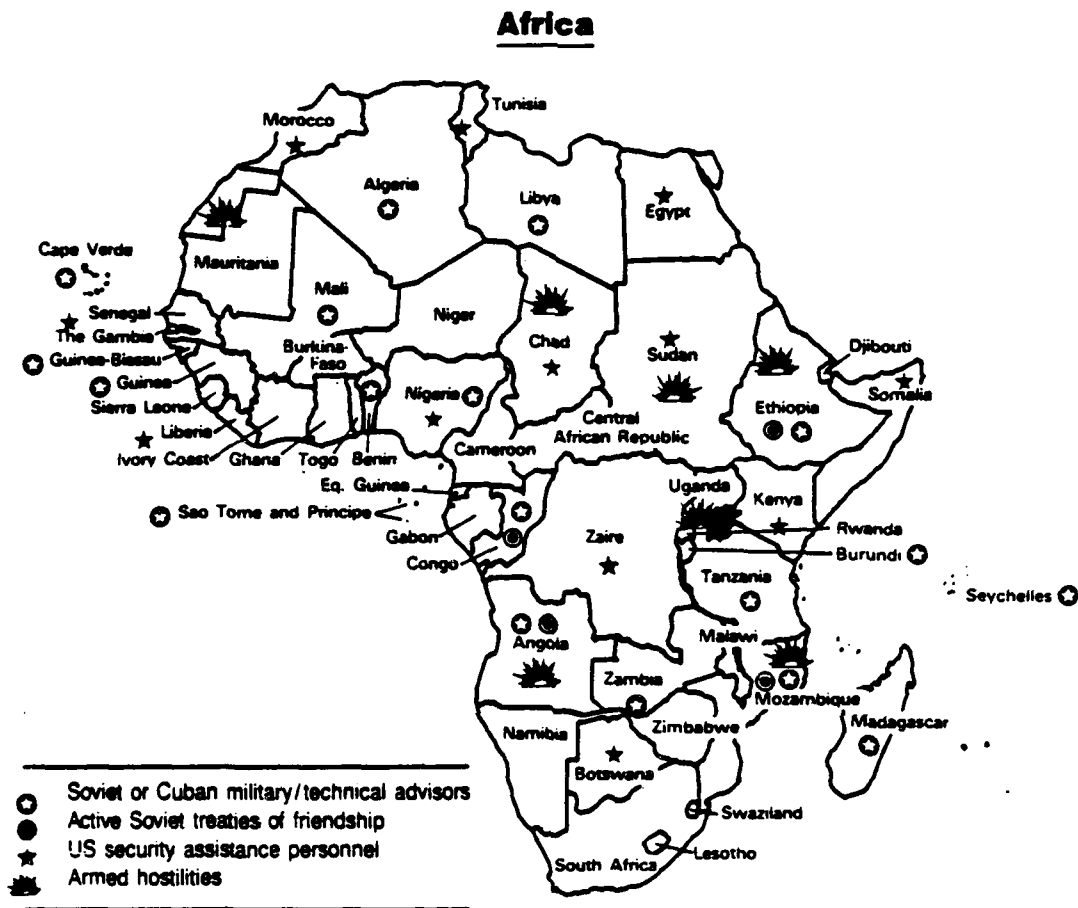 Africa
Tunisia
Morocco
Algeria
Libya
Egypt
Cape Verde
Mauritania
Mali
Niger
Chad
Sudan
Senegal
The Gambia
Guinea-Bissau
Guinea
Sierra Leone
Liberia
Ivory Coast
Burkina-
Faso
Ghana
Togo
Benin
Nigeria
Djibouti
Somalia
Ethiopia
Central
African Republic
Cameroon
Eq. Guinea
Sao Tome and Principe
Gabon
Congo
Zaire
Uganda
Kenya
Rwanda
Burundi
Tanzania
Seychelles
Angola
Malawi
Zambia
Mozambique
Madagascar
Namibia
Zimbabwe
Botswana
Swaziland
Lesotho
South Africa
Soviet or Cuban military/technical advisors
Active Soviet treaties of friendship
US security assistance personnel
Armed hostilities